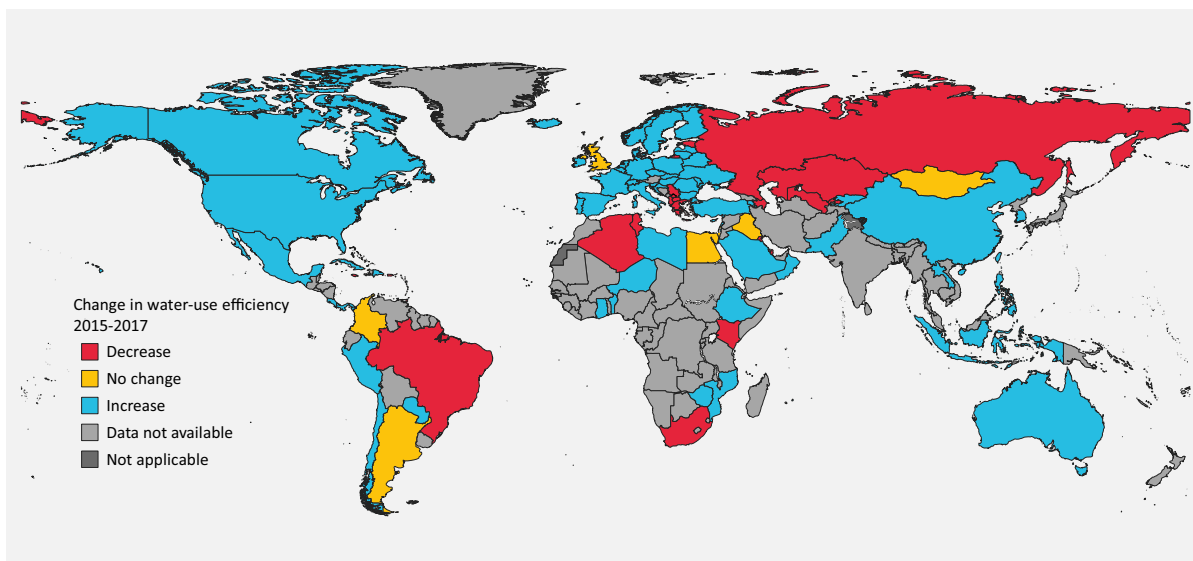 Change in water-use efficiency
2015-2017
Decrease
No change
Increase
Data not available
Not applicable